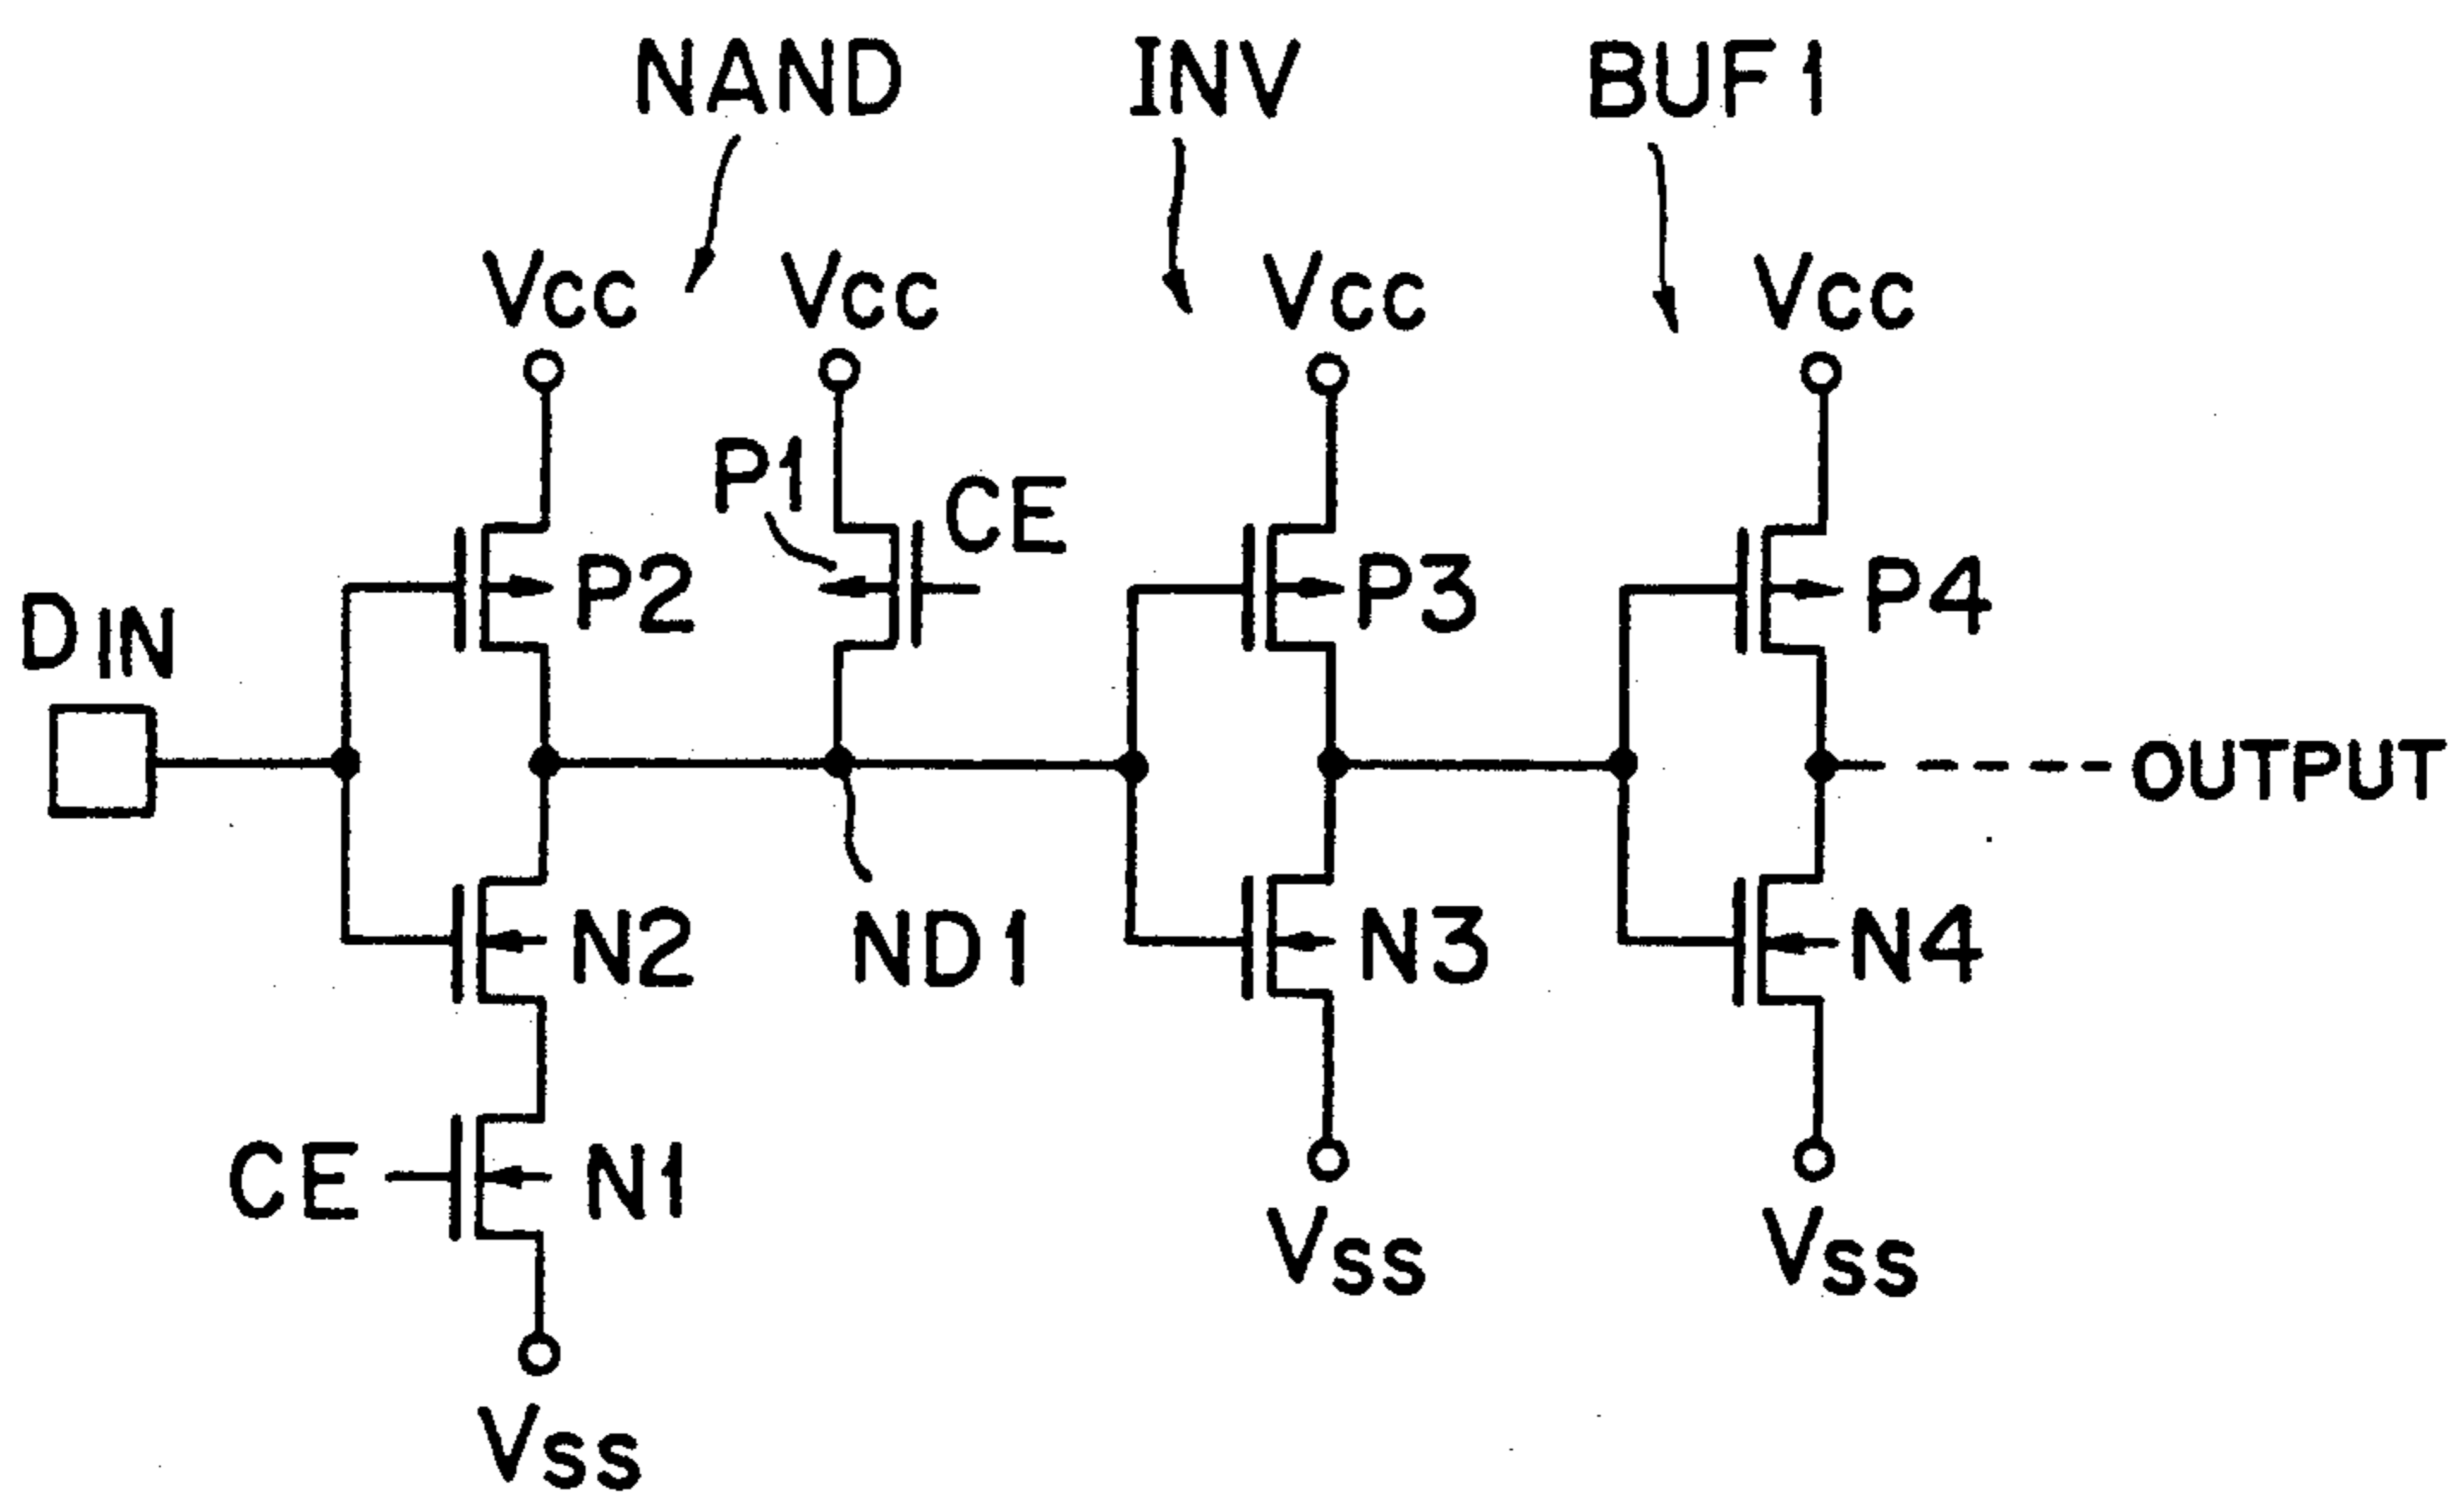 NAND INV BUF1
Vcc Vcc Vcc Vcc
P1 CE
P2 P3 P4
DIN
OUTPUT
N2 ND1 N3 N4
CE N1
Vss Vss
Vss